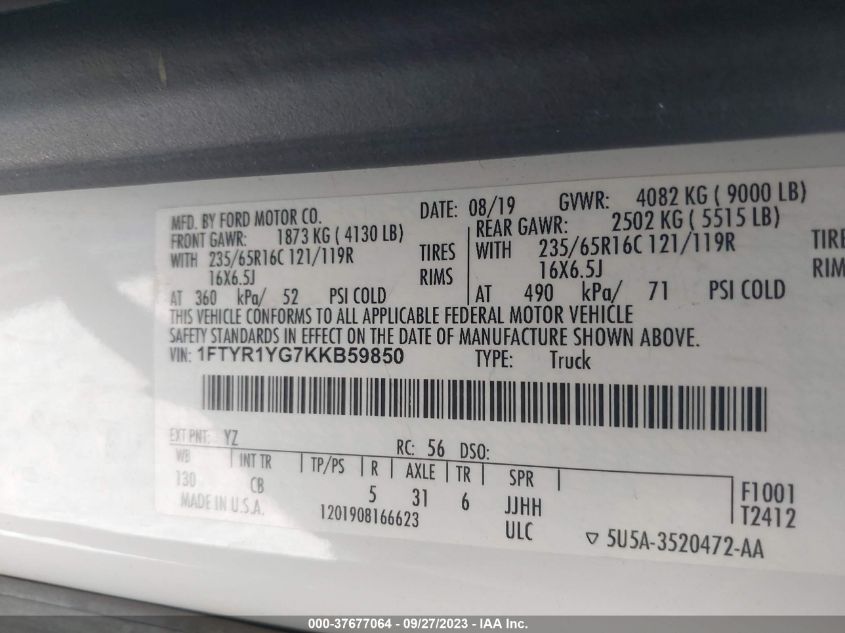 MFD. BY FORD MOTOR CO. DATE: 08/19 GVWR: 4082 KG ( 9000 LB)
FRONT GAWR: 1873 KG ( 4130 LB) REAR GAWR: 2502 KG ( 5515 LB)
WITH 235/65R16C 121/119R TIRES WITH 235/65R16C 121/119R TIRE
16X6.5J RIMS 16X6.5J RIM
AT 360 kPa/ 52 PSI COLD AT 490 kPa/ 71 PSI COLD
THIS VEHICLE CONFORMS TO ALL APPLICABLE FEDERAL MOTOR VEHICLE
SAFETY STANDARDS IN EFFECT ON THE DATE OF MANUFACTURE SHOWN ABOVE.
VIN: 1FTYR1YG7KKB59850 TYPE: Truck
EXT PNT: YZ RC: 56 DSO:
WB INT TR TP/PS R AXLE TR SPR F1001
130 CB 5 31 6 JJHH T2412
MADE IN U.S.A. 1201908166623 ULC 5U5A-3520472-AA
000-37677064 - 09/27/2023 - IAA Inc.